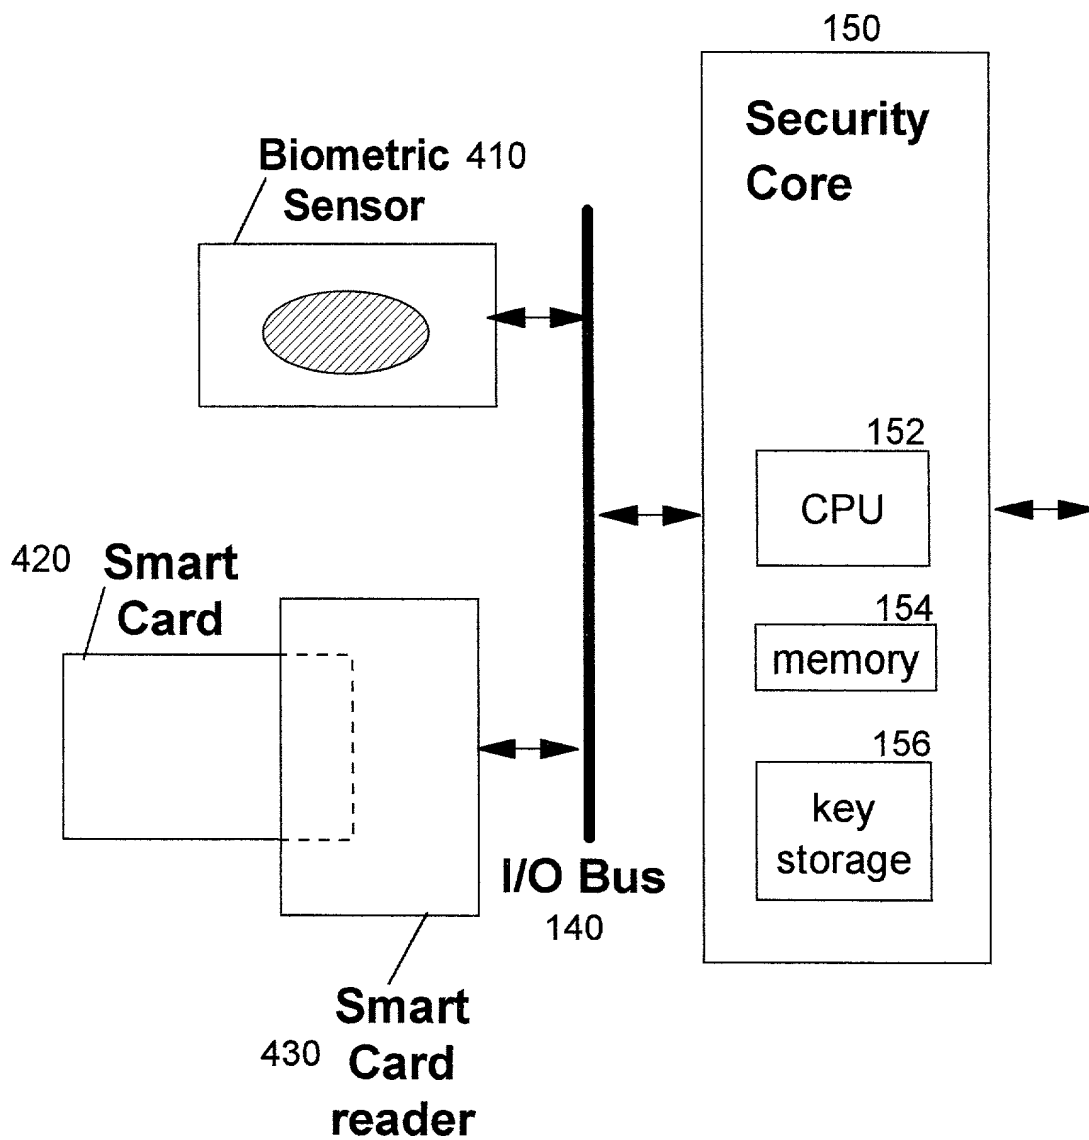 150
Security
Core
Biometric 410
Sensor
152
CPU
420 Smart
Card
154
memory
156
key
storage
I/O Bus
140
Smart
430 Card
reader